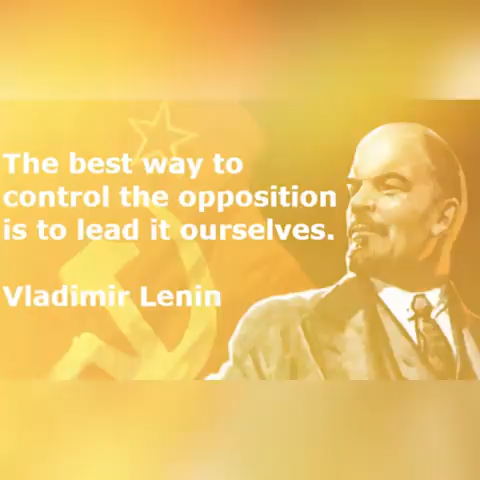 The best way to
control the opposition
is to lead it ourselves.
Vladimir Lenin